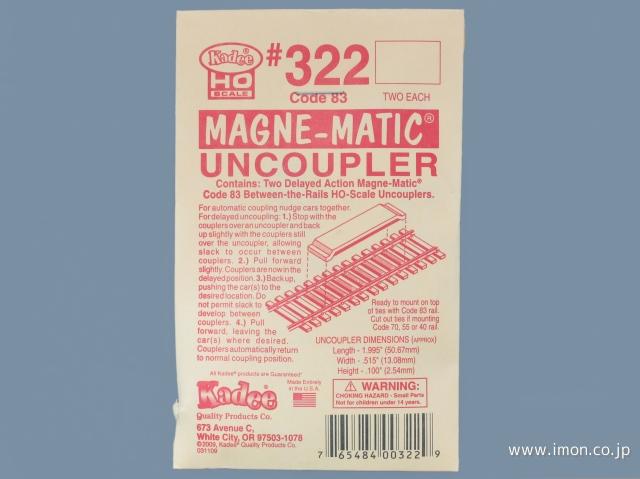 Kadee®
HO
SCALE
#322
Code 83
TWO EACH
MAGNE-MATIC®
UNCOUPLER
Contains: Two Delayed Action Magne-Matic®
Code 83 Between-the-Rails HO-Scale Uncouplers.
For automatic coupling nudge cars together.
For delayed uncoupling: 1.) Stop with the
couplers over an uncoupler and back
up slightly with the couplers still
over the uncoupler, allowing
slack to occur between
couplers. 2.) Pull forward
slightly. Couplers are now in the
delayed position. 3.) Back up,
pushing the car(s) to the
desired location. Do
not permit slack to
develop between
couplers. 4.) Pull
forward, leaving the
car(s) where desired.
Couplers automatically return
to normal coupling position.
Ready to mount on top
of ties with Code 83 rail.
Cut out ties if mounting
Code 70, 55 or 40 rail.
UNCOUPLER DIMENSIONS (APPROX)
Length - 1.995" (50.67mm)
Width - .515" (13.08mm)
Height - .100" (2.54mm)
All Kadee® products are Guaranteed®
Kadee®
Quality Products Co.
Made Entirely
in the U.S.A.
WARNING:
CHOKING HAZARD - Small Parts
Not for children under 14 years.
673 Avenue C,
White City, OR 97503-1078
©2009, Kadee® Quality Products Co.
031109
7 65484 00322 9
www.imon.co.jp